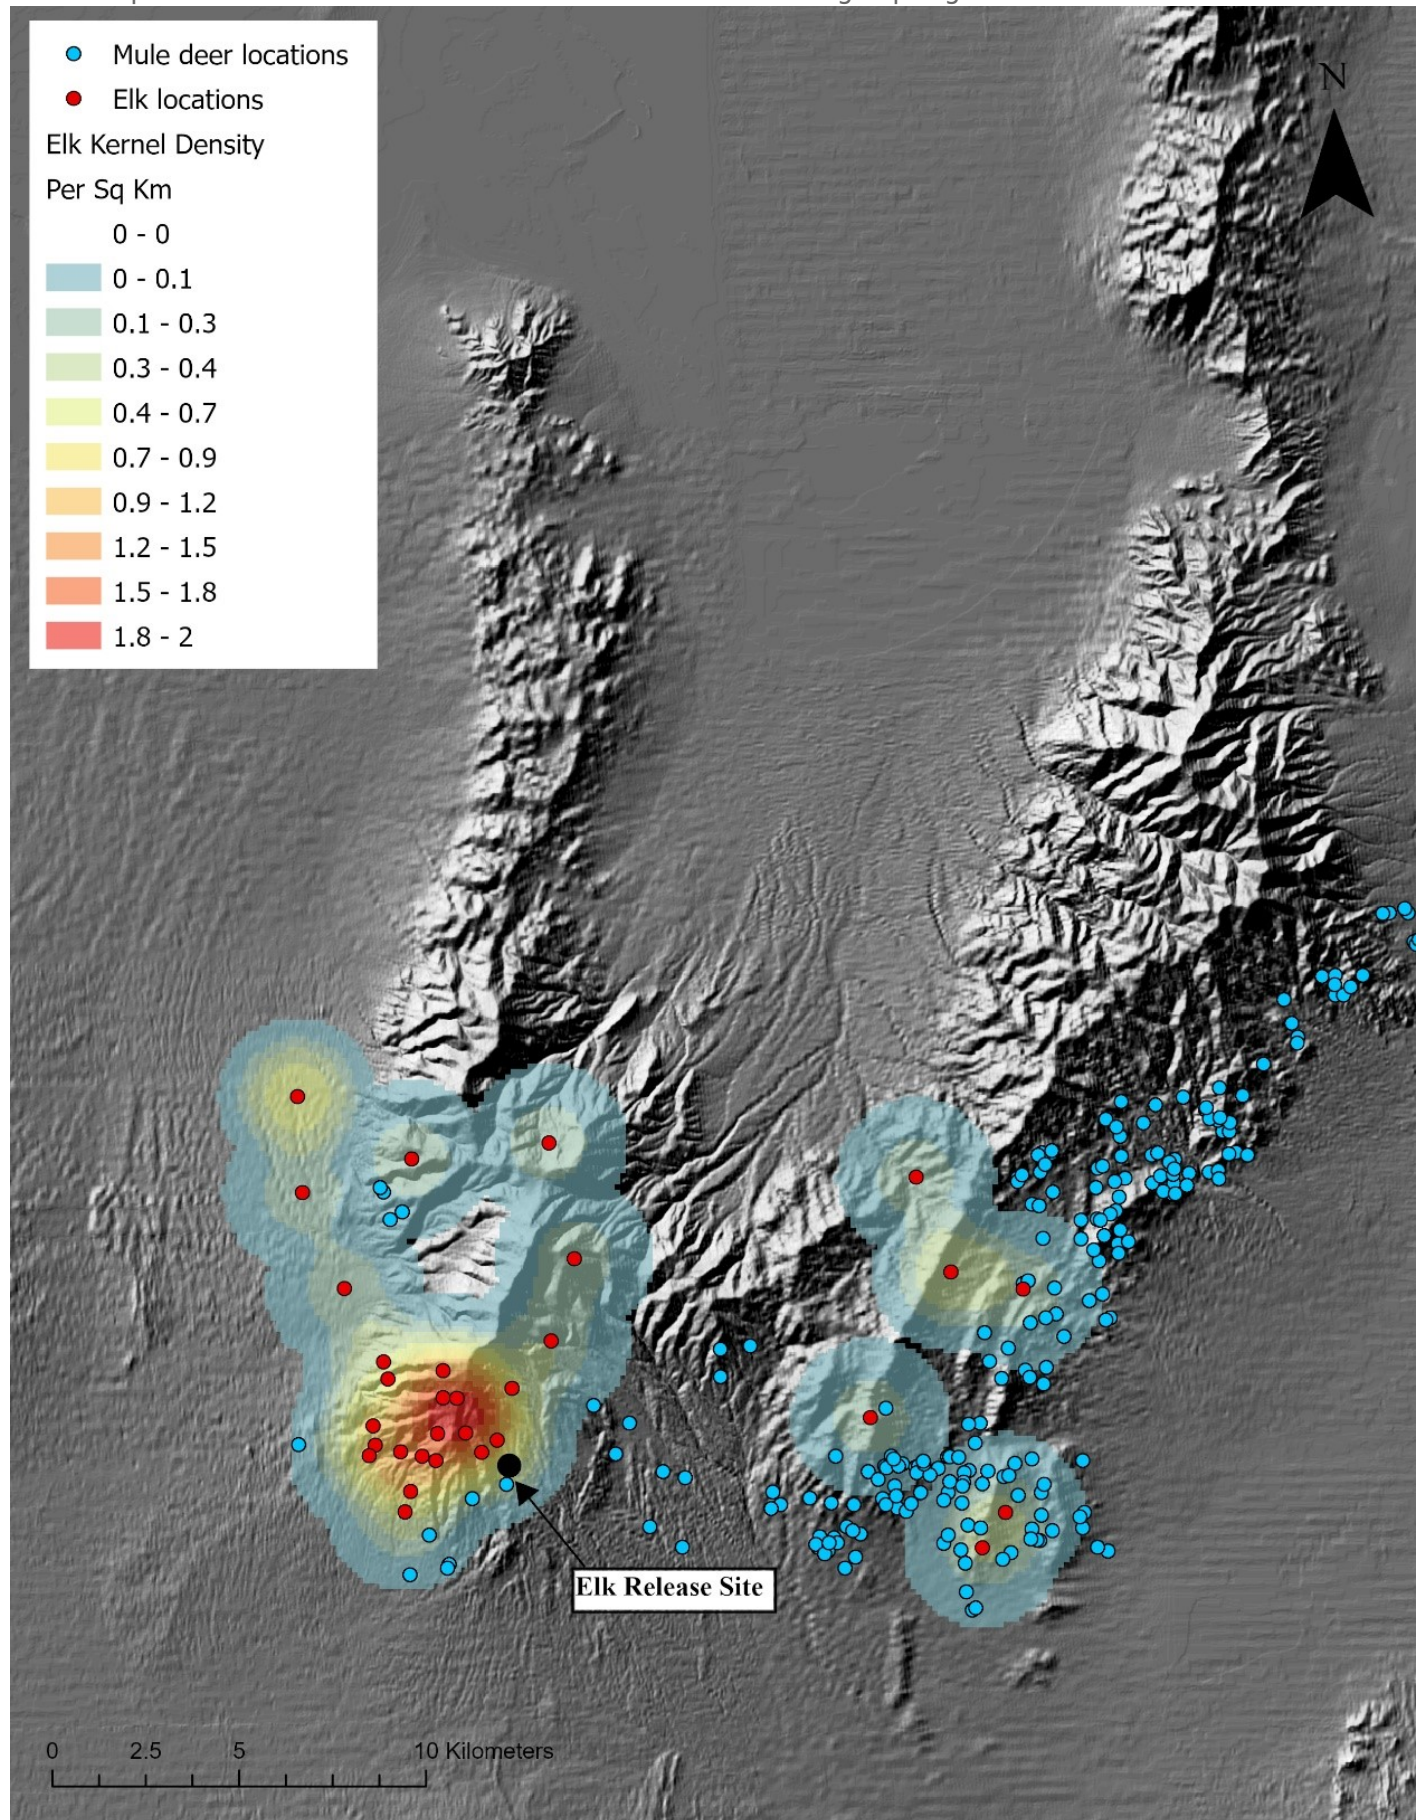 Mule deer locations
Elk locations
Elk Kernel Density
Per Sq Km
0 - 0
0 - 0.1
0.1 - 0.3
0.3 - 0.4
0.4 - 0.7
0.7 - 0.9
0.9 - 1.2
1.2 - 1.5
1.5 - 1.8
1.8 - 2
N
Elk Release Site
0 2.5 5 10 Kilometers